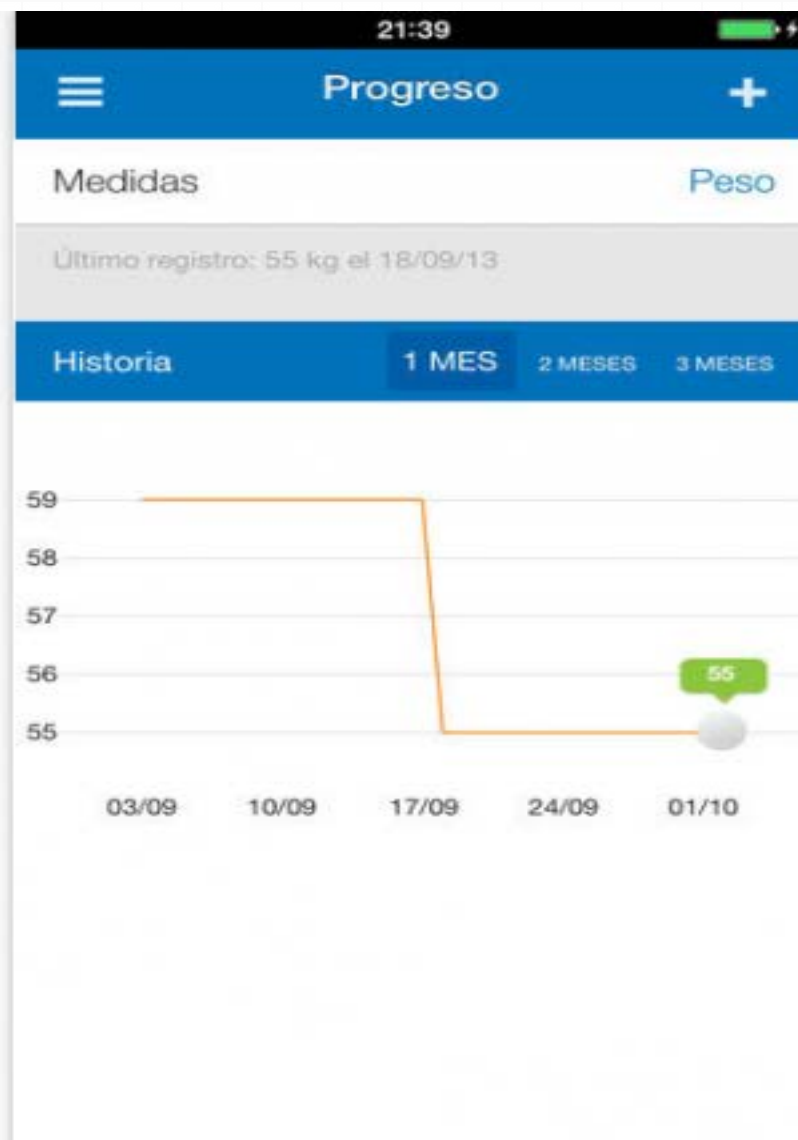 21:39
Progreso
Medidas Peso
Último registro: 55 kg el 18/09/13
Historia 1 MES 2 MESES 3 MESES
59
58
57
56
55
55
03/09 10/09 17/09 24/09 01/10